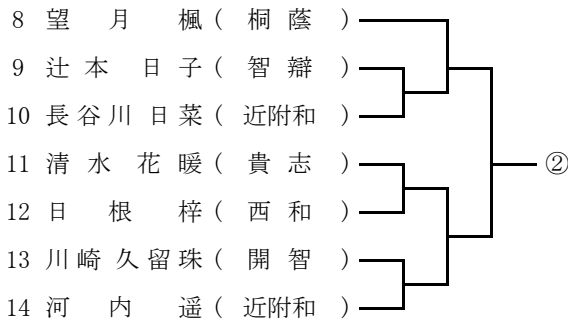 8 望月 楓 ( 桐蔭 )
9 辻本 日子 ( 智辯 )
10 長谷川日菜 ( 近附和 )
11 清水 花暖 ( 貴志 )
②
12 日根 梓 ( 西和 )
13 川崎久留珠 ( 開智 )
14 河内 遥 ( 近附和 )